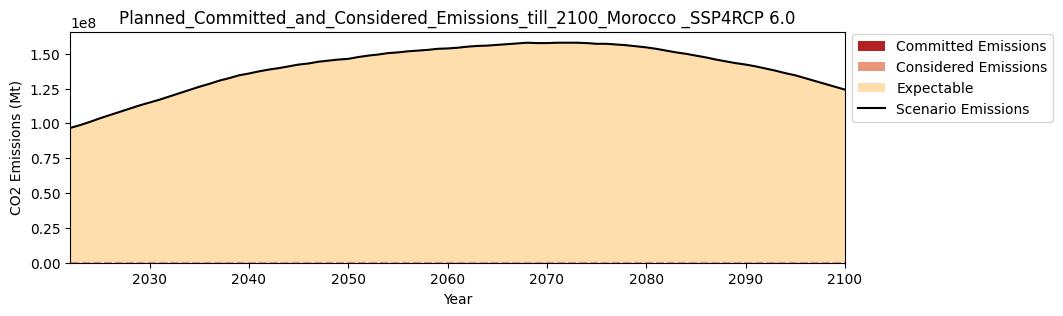 Planned_Committed_and_Considered_Emissions_till_2100_Morocco _SSP4RCP 6.0
1e8
1.50
1.25
1.00
0.75
0.50
0.25
0.00
CO2 Emissions (Mt)
2030 2040 2050 2060 2070 2080 2090 2100
Year
Committed Emissions
Considered Emissions
Expectable
Scenario Emissions